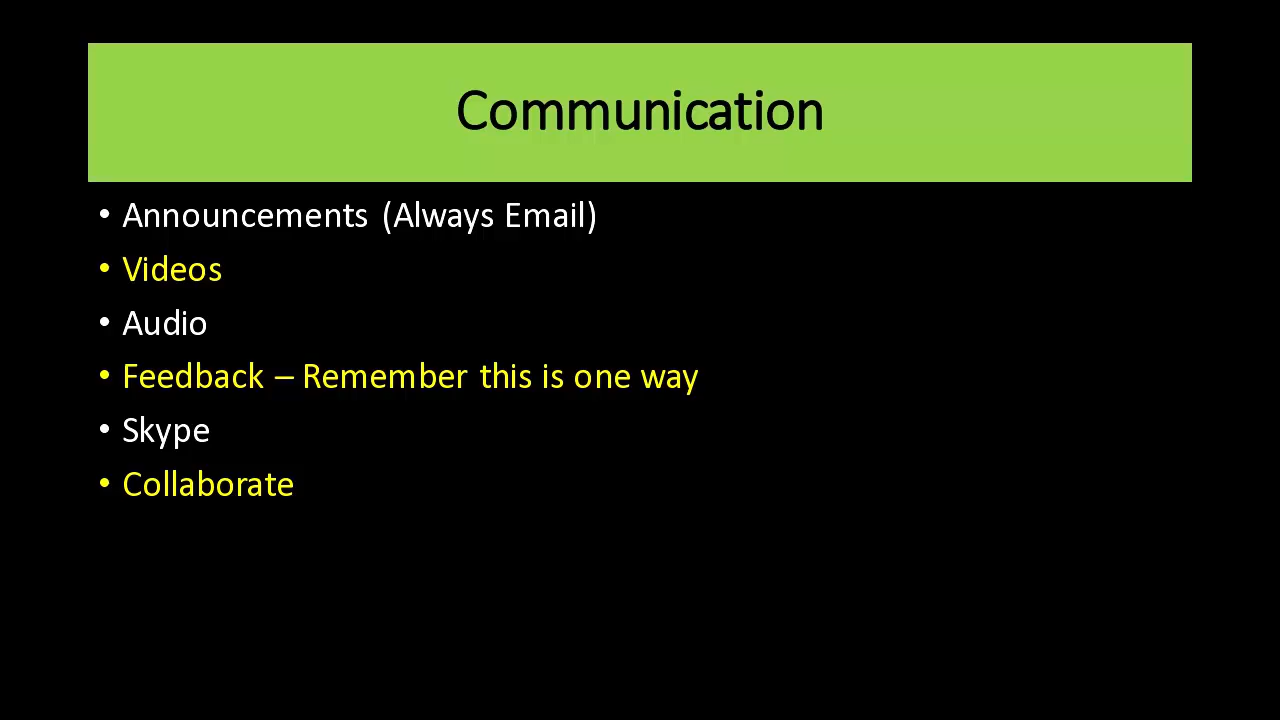 Communication
• Announcements (Always Email)
• Videos
• Audio
• Feedback – Remember this is one way
• Skype
• Collaborate